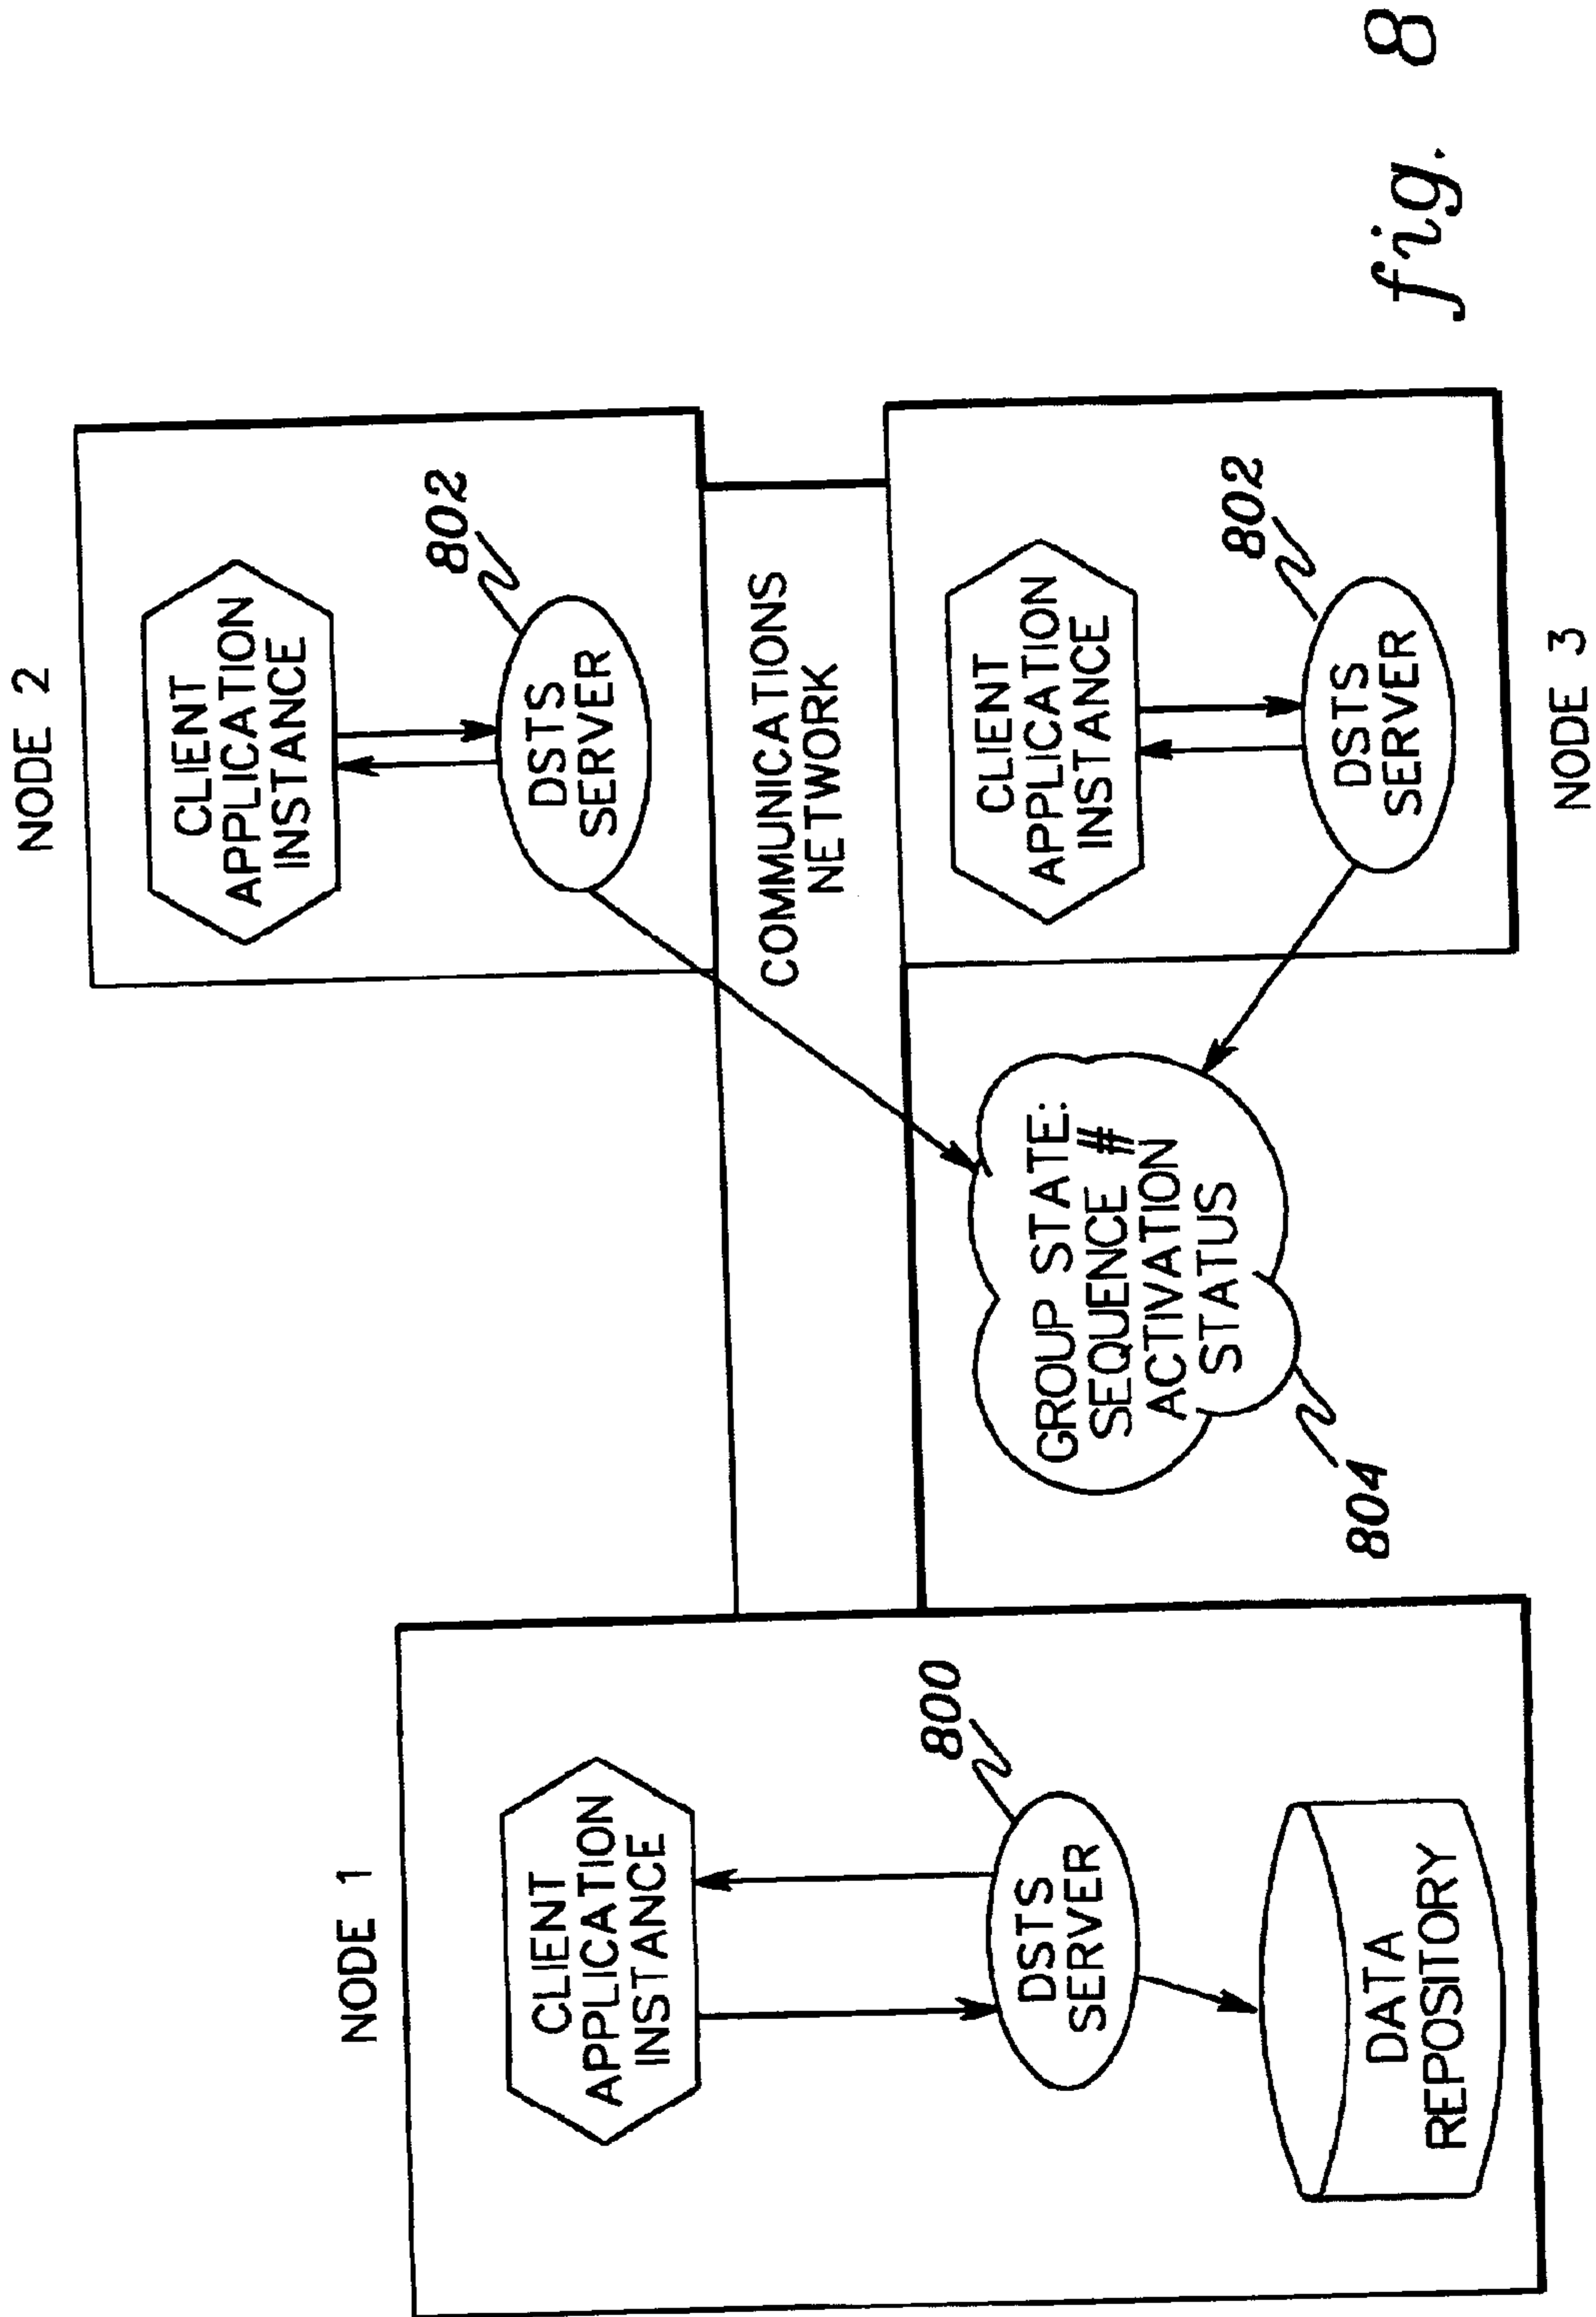 NODE 1
CLIENT
APPLICATION
INSTANCE
800
DSTS
SERVER
DATA
REPOSITORY
NODE 2
CLIENT
APPLICATION
INSTANCE
802
DSTS
SERVER
COMMUNICATIONS
NETWORK
GROUP STATE:
SEQUENCE #
ACTIVATION
STATUS
804
CLIENT
APPLICATION
INSTANCE
802
DSTS
SERVER
NODE 3
fig. 8